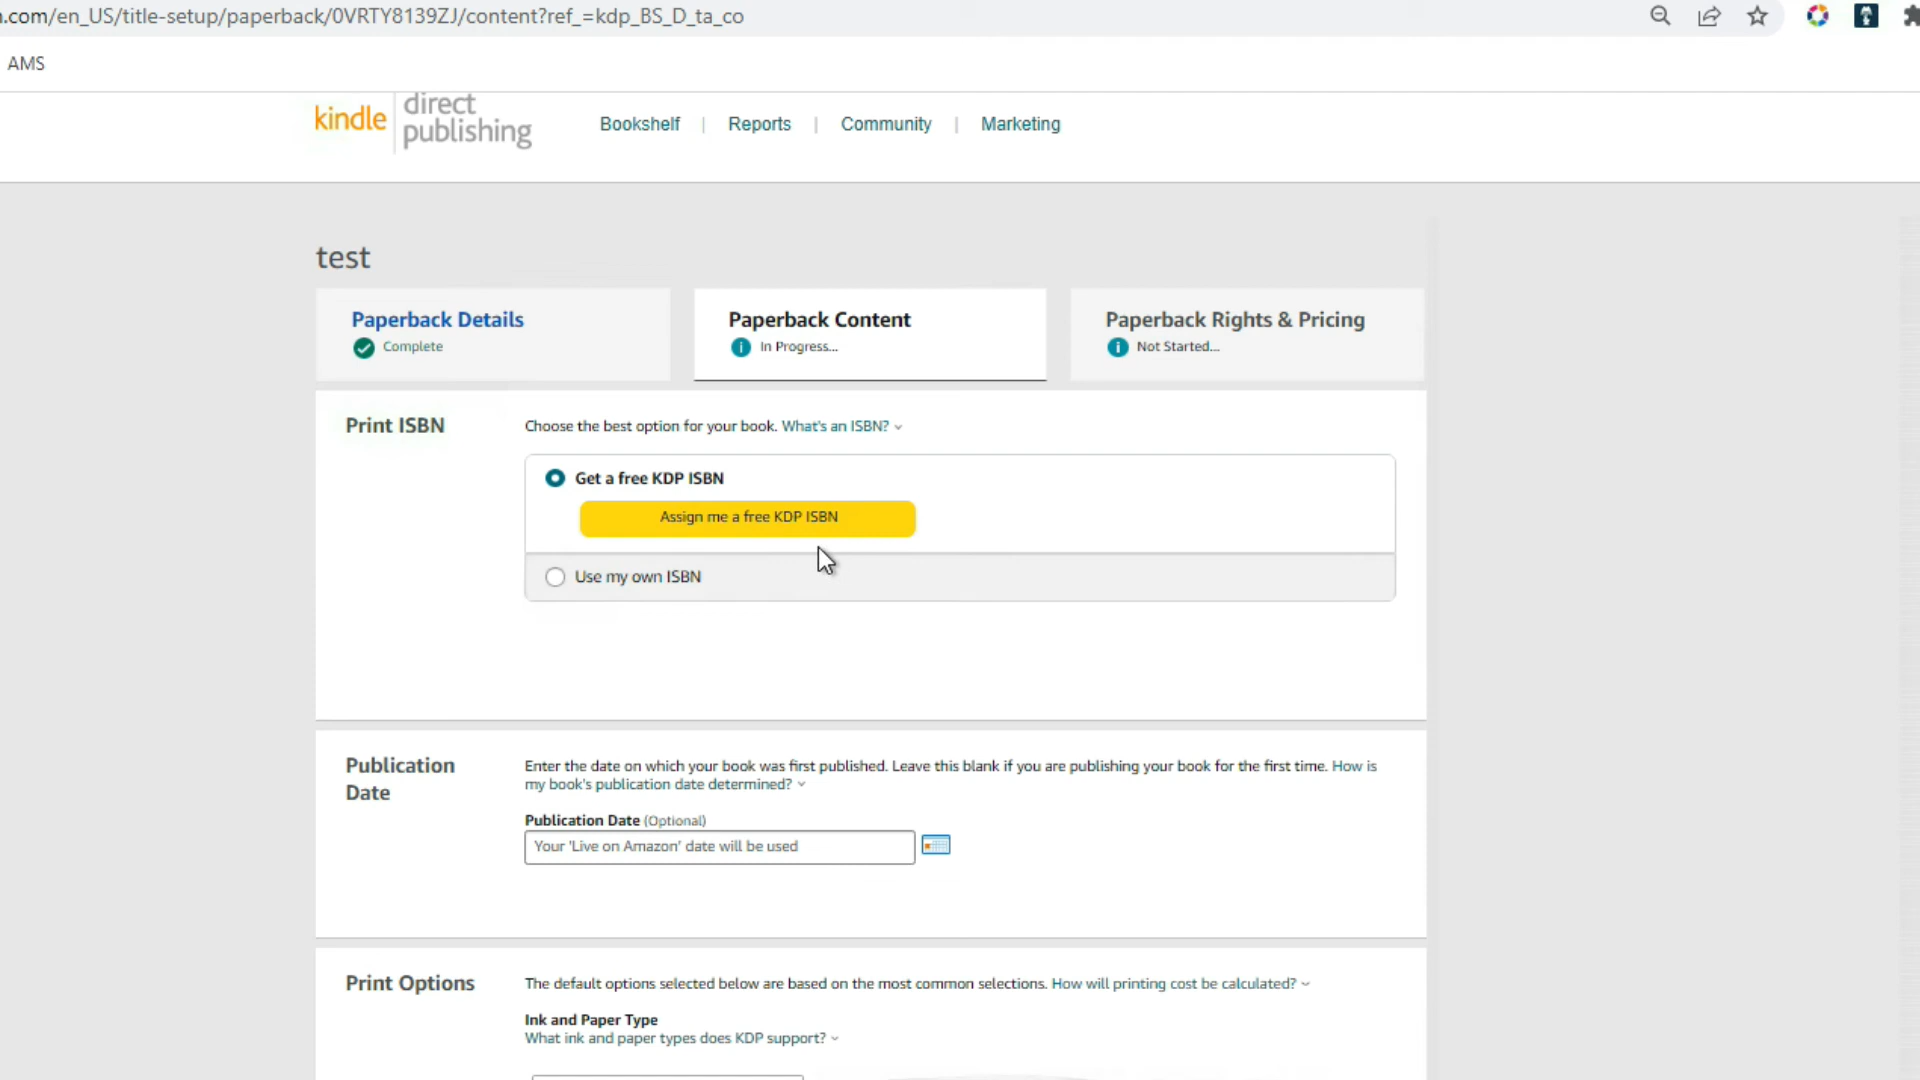 .com/en_US/title-setup/paperback/0VRTY8139ZJ/content?ref_=kdp_BS_D_ta_co
AMS
kindle direct publishing
Bookshelf | Reports | Community | Marketing
test
Paperback Details
Complete
Paperback Content
In Progress...
Paperback Rights & Pricing
Not Started...
Print ISBN
Choose the best option for your book. What's an ISBN?
Get a free KDP ISBN
Assign me a free KDP ISBN
Use my own ISBN
Publication Date
Enter the date on which your book was first published. Leave this blank if you are publishing your book for the first time. How is
my book's publication date determined?
Publication Date (Optional)
Your 'Live on Amazon' date will be used
Print Options
The default options selected below are based on the most common selections. How will printing cost be calculated?
Ink and Paper Type
What ink and paper types does KDP support?